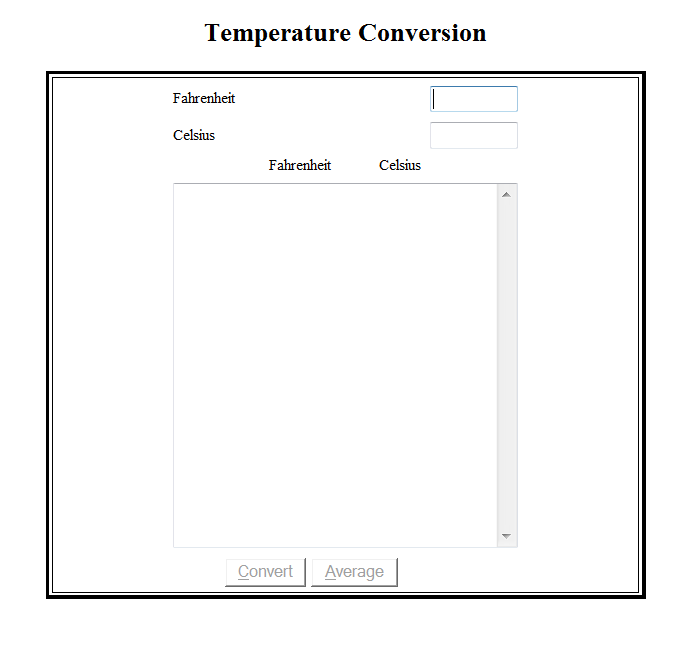 Temperature Conversion
Fahrenheit
Celsius
Fahrenheit Celsius
Convert Average